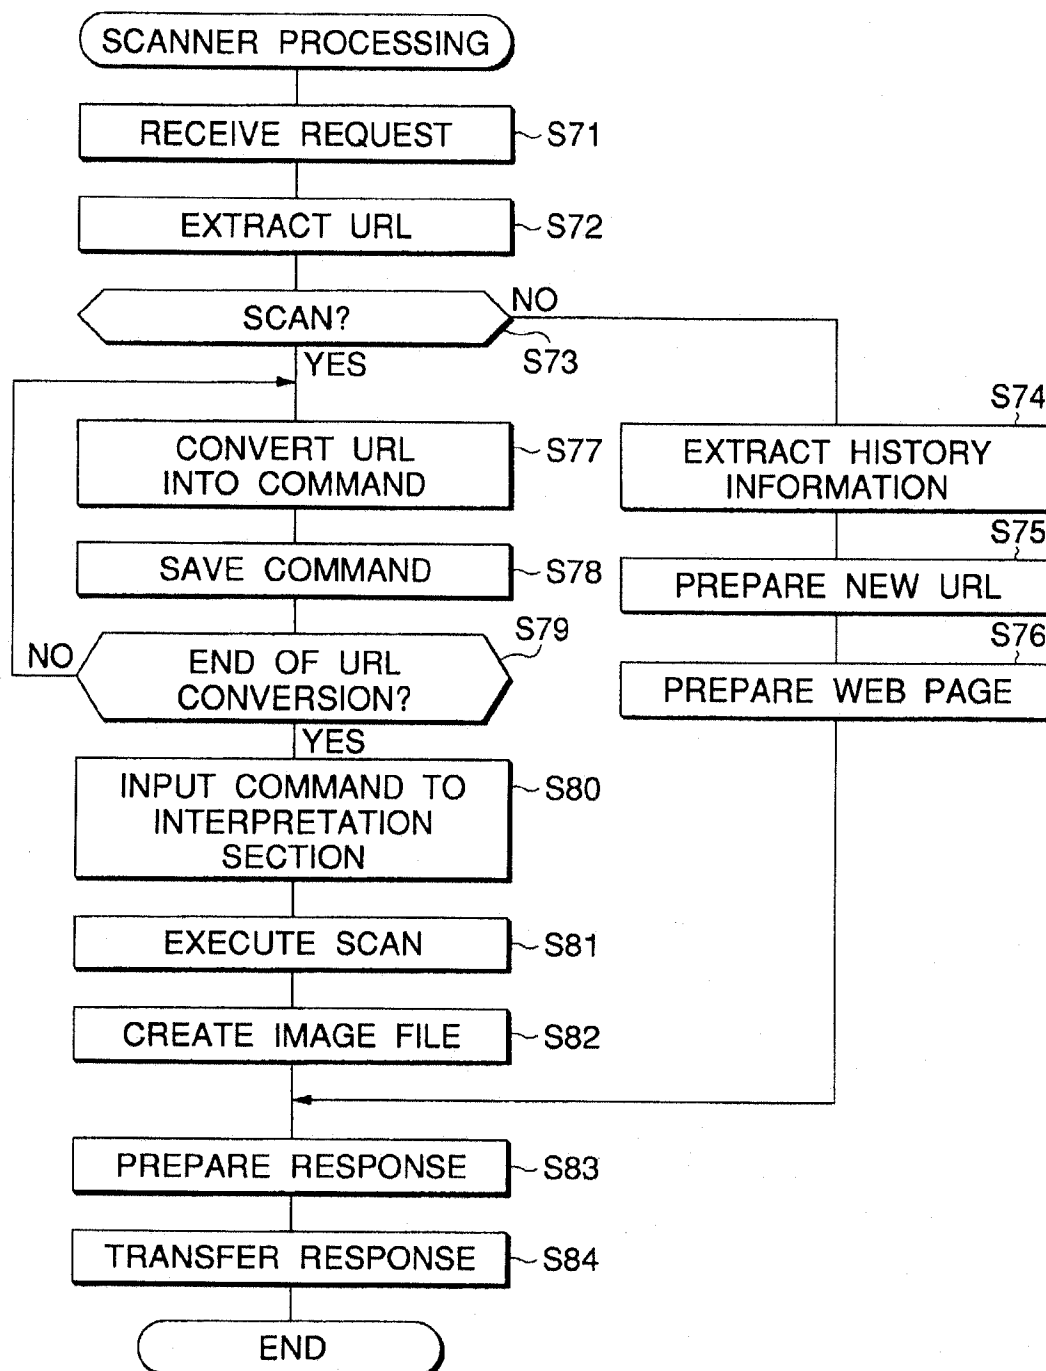 SCANNER PROCESSING
RECEIVE REQUEST S71
EXTRACT URL S72
SCAN? NO
S73
YES
CONVERT URL
INTO COMMAND
S77
SAVE COMMAND S78
END OF URL
CONVERSION?
S79
NO
YES
INPUT COMMAND TO
INTERPRETATION
SECTION
S80
EXECUTE SCAN S81
CREATE IMAGE FILE S82
S74
EXTRACT HISTORY
INFORMATION
S75
PREPARE NEW URL
S76
PREPARE WEB PAGE
PREPARE RESPONSE S83
TRANSFER RESPONSE S84
END